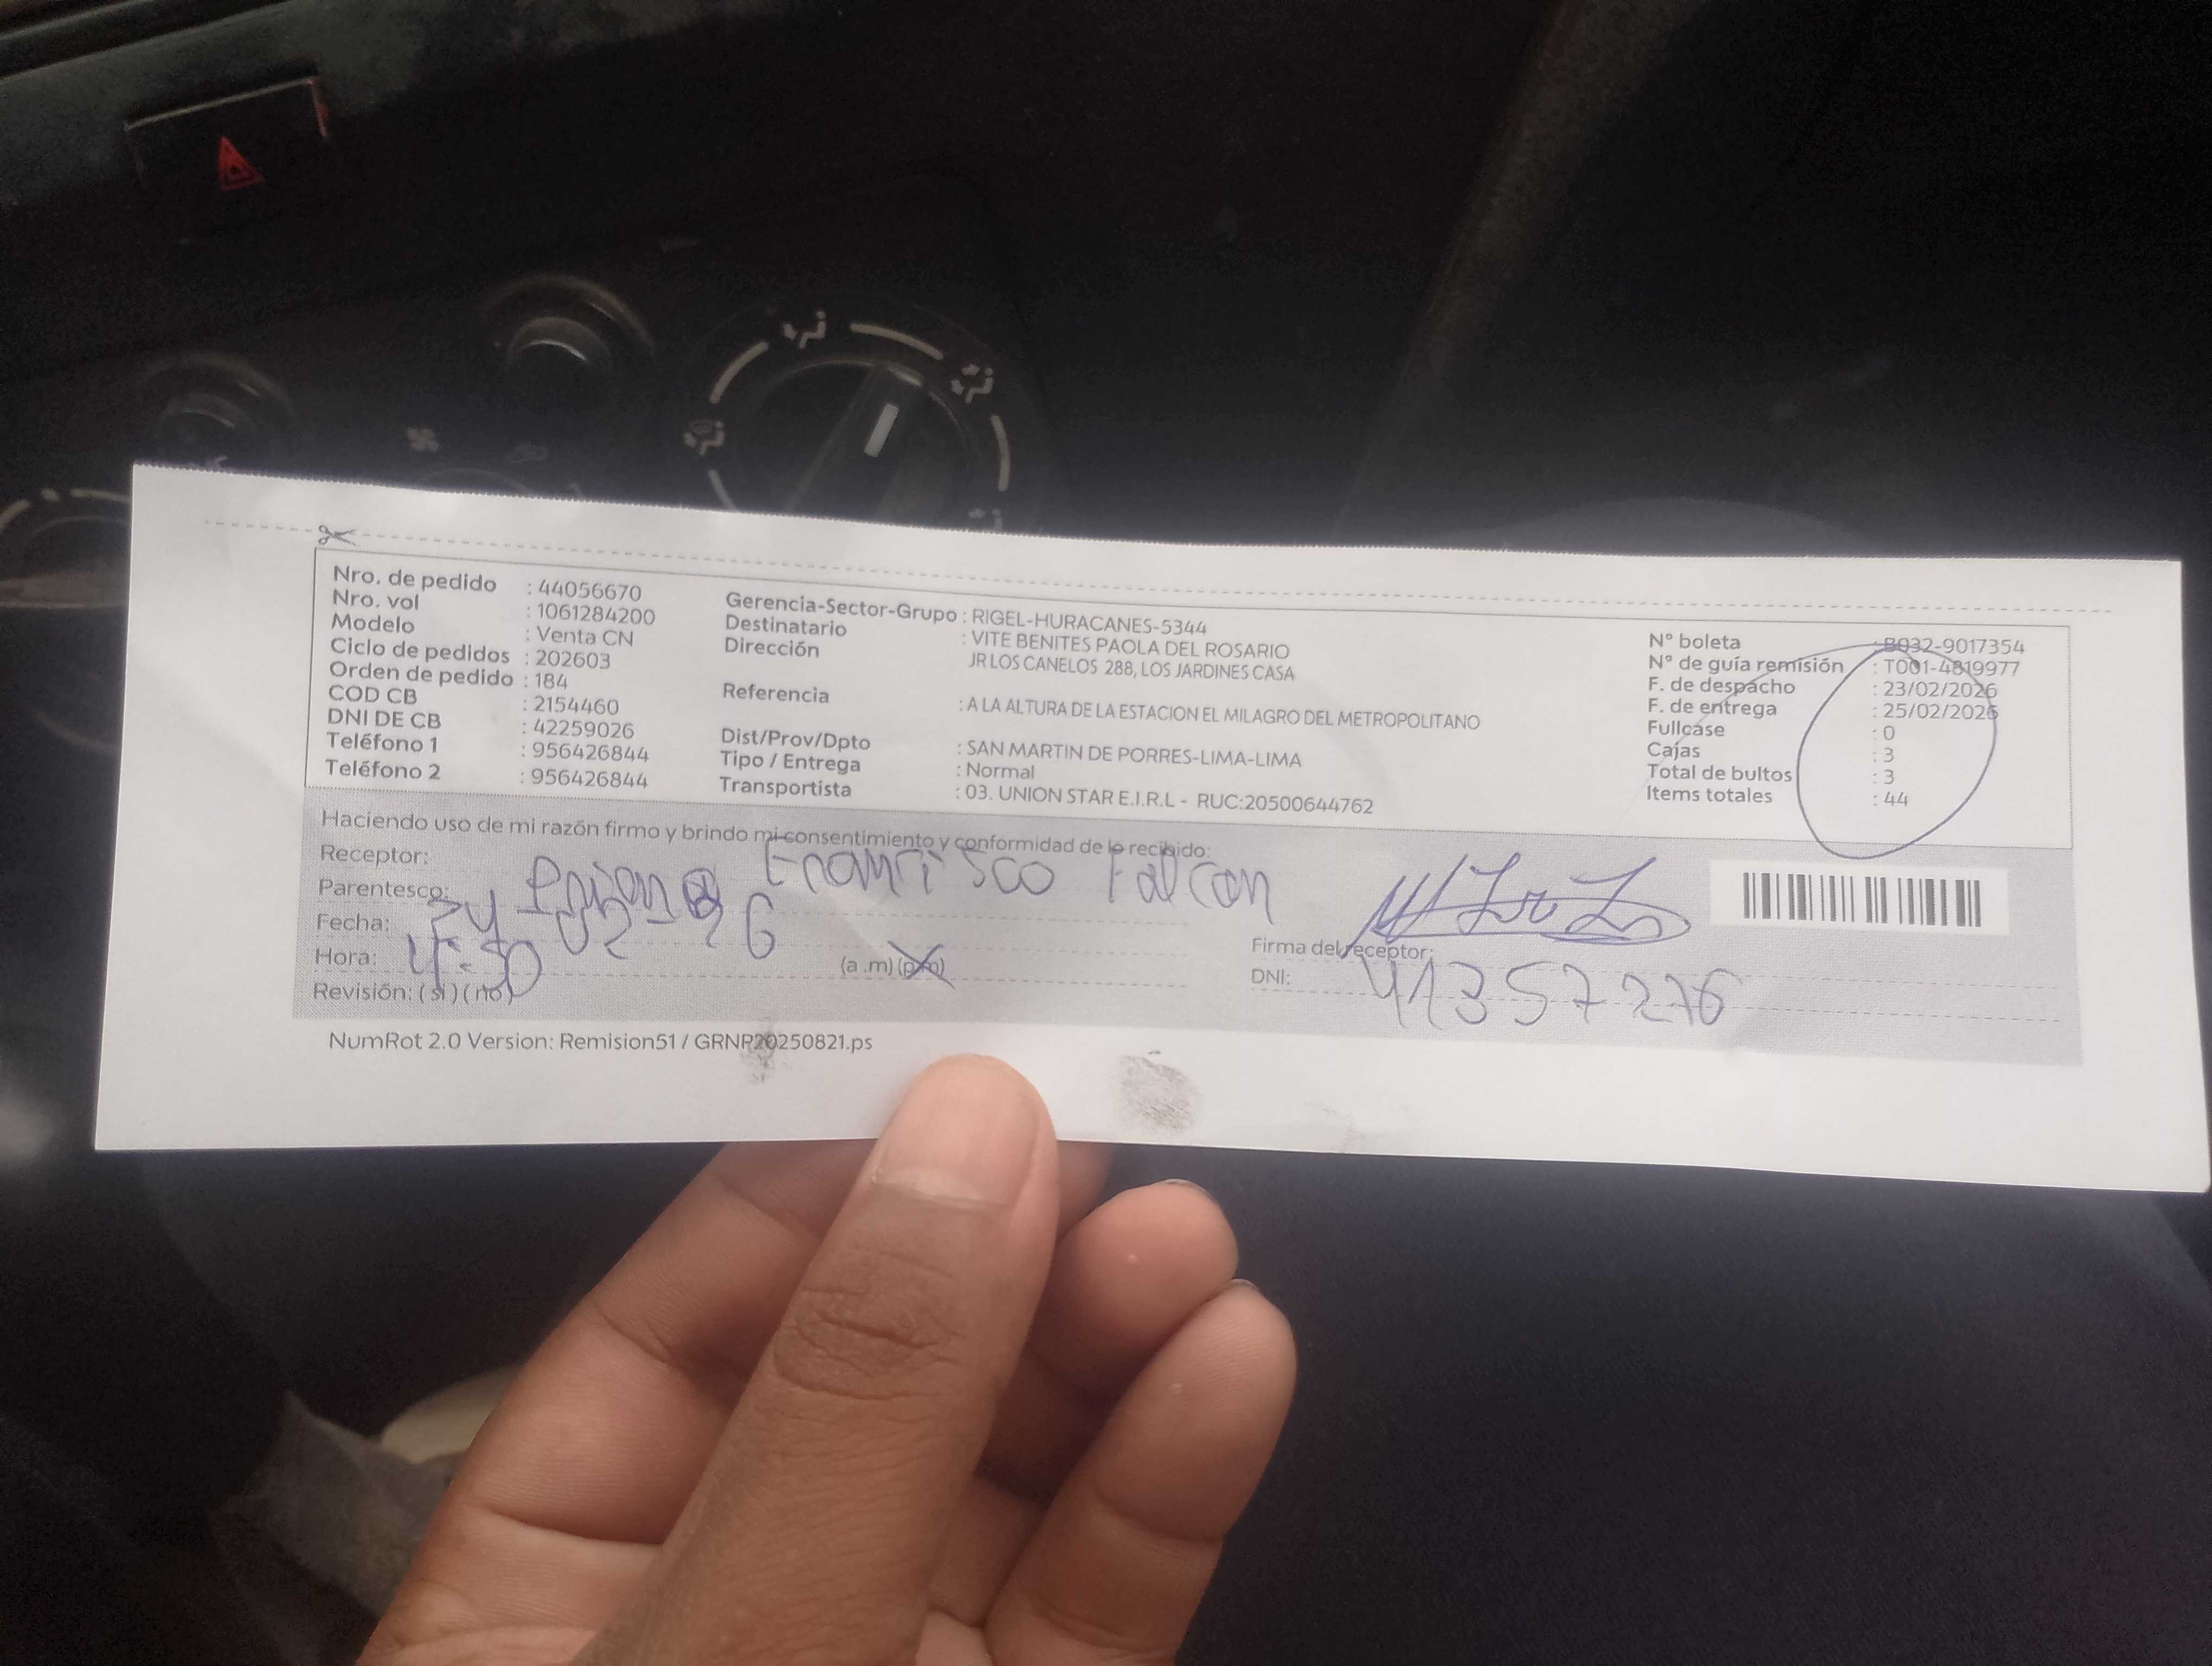 Nro. de pedido : 44056670
Nro. vol : 1061284200
Modelo : Venta CN
Ciclo de pedidos : 202603
Orden de pedido : 184
COD CB : 2154460
DNI DE CB : 42259026
Teléfono 1 : 956426844
Teléfono 2 : 956426844
Gerencia-Sector-Grupo : RIGEL-HURACANES-5344
Destinatario : VITE BENITES PAOLA DEL ROSARIO
Dirección JR LOS CANELOS 288, LOS JARDINES CASA
Referencia : A LA ALTURA DE LA ESTACION EL MILAGRO DEL METROPOLITANO
Dist/Prov/Dpto : SAN MARTIN DE PORRES-LIMA-LIMA
Tipo / Entrega : Normal
Transportista : 03. UNION STAR E.I.R.L - RUC:20500644762
N° boleta : B032-9017354
N° de guía remisión : T001-4819977
F. de despacho : 23/02/2026
F. de entrega : 25/02/2026
Fullcase : 0
Cajas : 3
Total de bultos : 3
Items totales : 44
Haciendo uso de mi razón firmo y brindo mi consentimiento y conformidad de lo recibido:
Receptor: Francisco Falcon
Parentesco:
Fecha: 02 26
Hora: 4:50 (a.m) (p.m)
Revisión: ( si ) ( no )
Firma del receptor:
DNI: 41357276
NumRot 2.0 Version: Remision51 / GRNP20250821.ps